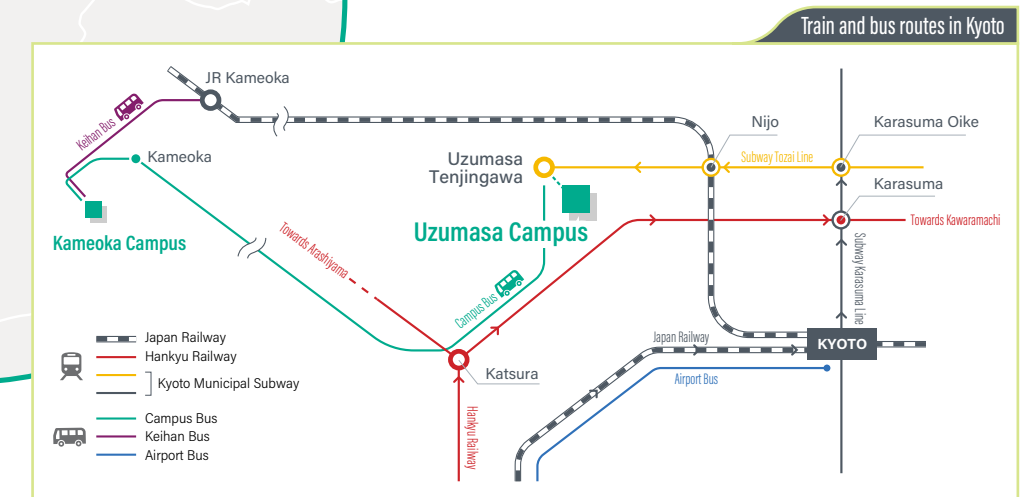 Train and bus routes in Kyoto
JR Kameoka
Keihan Bus
Kameoka
Kameoka Campus
Uzumasa
Tenjingawa
Uzumasa Campus
Nijo
Subway Tozai Line
Karasuma Oike
Karasuma
Towards Kawaramachi
Subway Karasuma Line
Towards Arashiyama
Campus Bus
Katsura
Hankyu Railway
Japan Railway
Airport Bus
KYOTO
Japan Railway
Hankyu Railway
Kyoto Municipal Subway
Campus Bus
Keihan Bus
Airport Bus